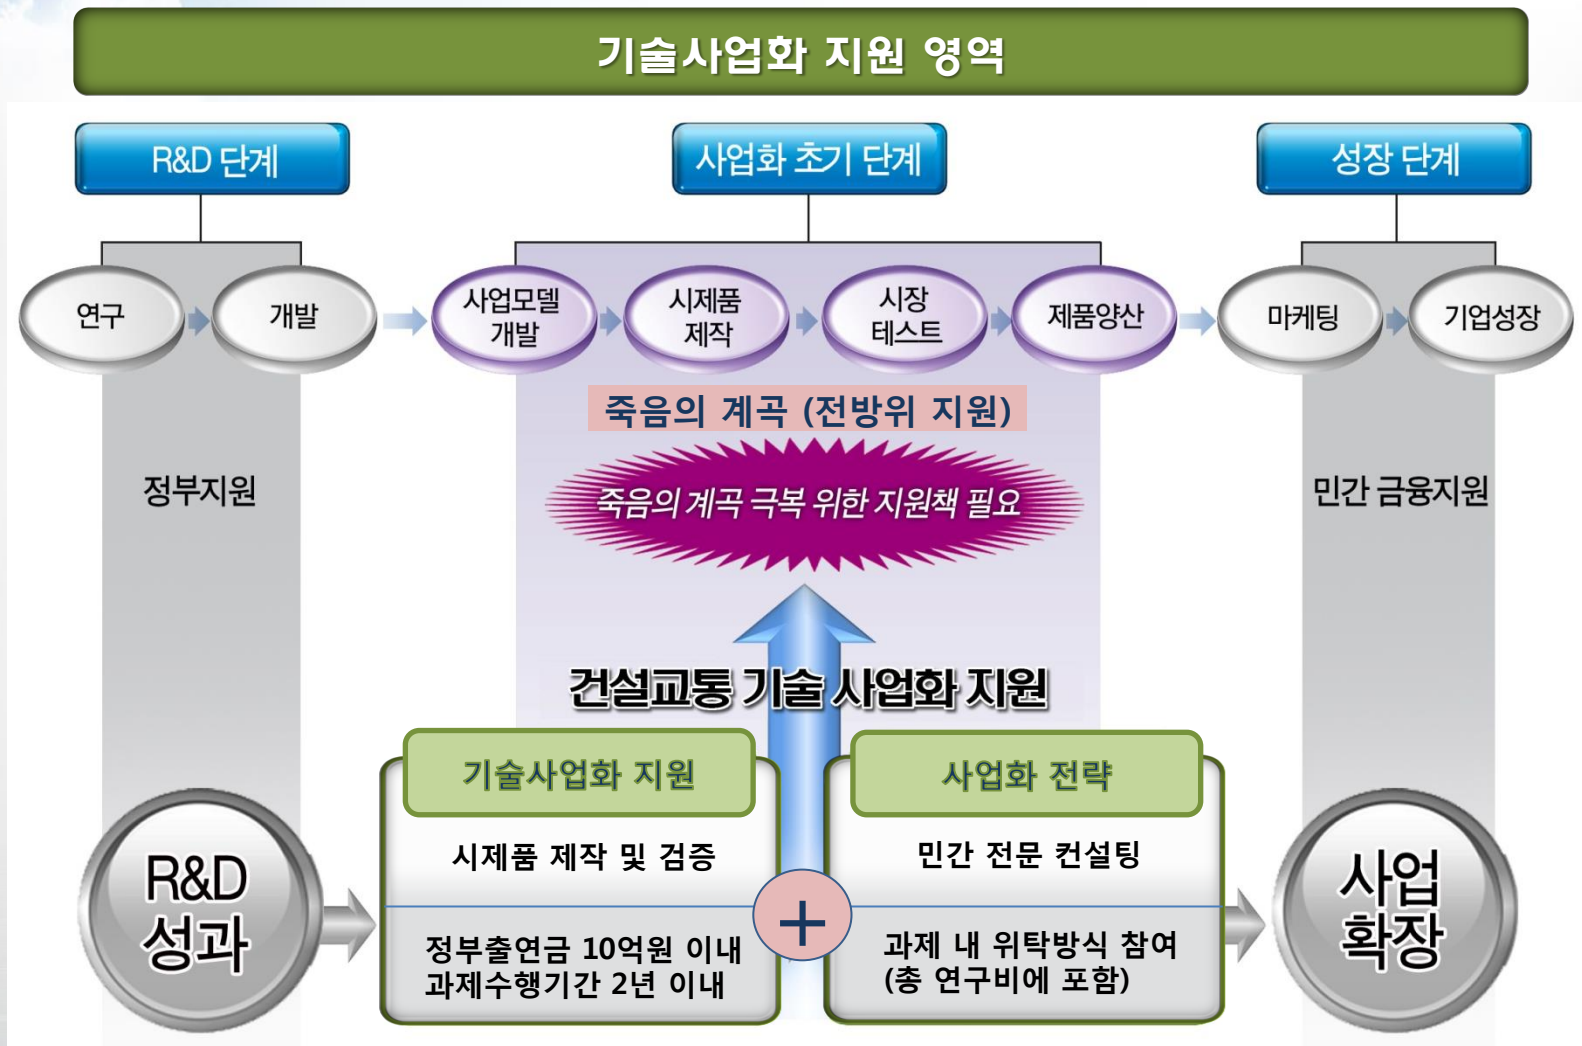 기술사업화 지원 영역
R&D 단계
사업화 초기 단계
성장 단계
연구
개발
사업모델
개발
시제품
제작
시장
테스트
제품양산
마케팅
기업성장
죽음의 계곡 (전방위 지원)
정부지원
죽음의 계곡 극복 위한 지원책 필요
민간 금융지원
건설교통 기술 사업화 지원
기술사업화 지원
시제품 제작 및 검증
정부출연금 10억원 이내
과제수행기간 2년 이내
+
사업화 전략
민간 전문 컨설팅
과제 내 위탁방식 참여
(총 연구비에 포함)
R&D
성과
사업
확장